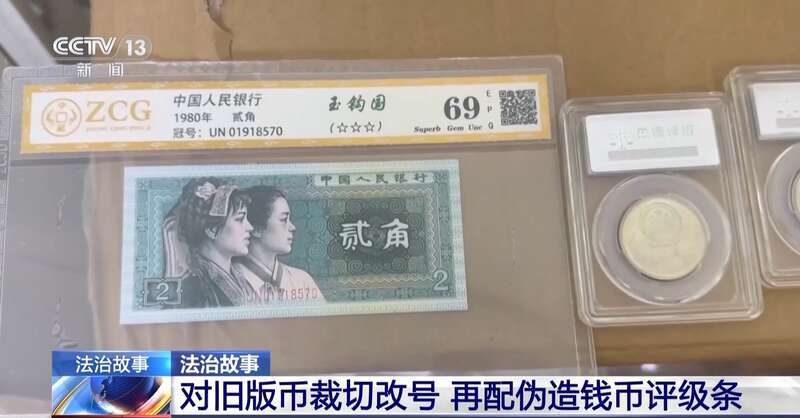 CCTV 13
新闻
ZCG
中国人民银行
1980年 贰角
冠号: UN 01918570
玉钩国
(☆☆☆)
69
EPQ
Superb Gem Unc
中国人民银行
贰角
2
2
法治故事
法治故事
对旧版币裁切改号 再配伪造钱币评级条